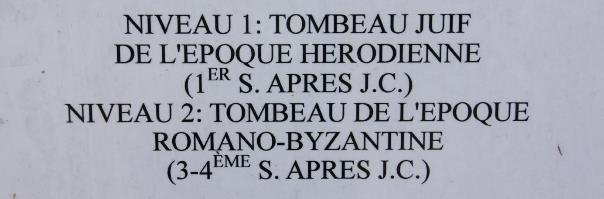 NIVEAU 1: TOMBEAU JUIF
DE L'EPOQUE HERODIENNE
(1ER S. APRES J.C.)
NIVEAU 2: TOMBEAU DE L'EPOQUE
ROMANO-BYZANTINE
(3-4ÈME S. APRES J.C.)